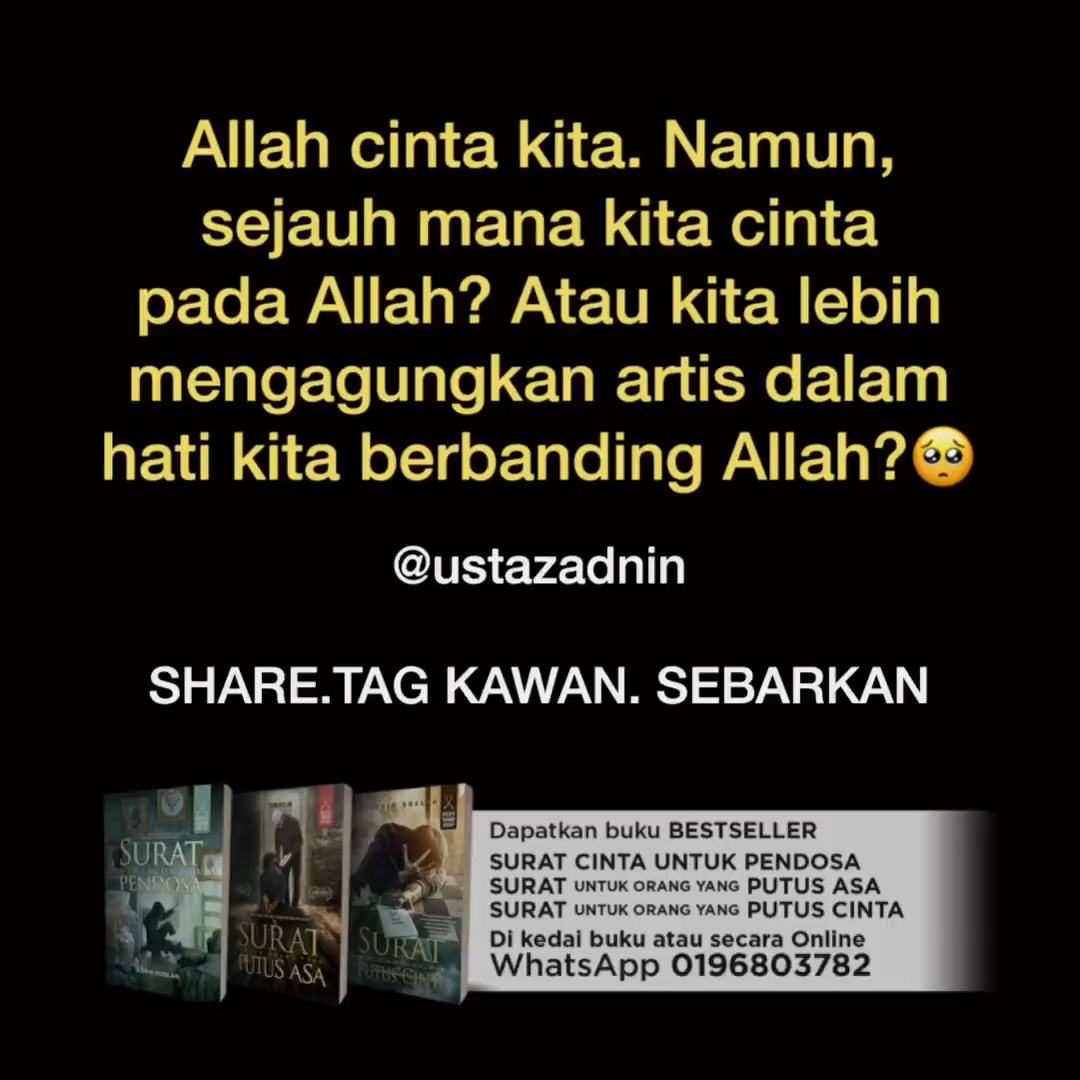 Allah cinta kita. Namun,
sejauh mana kita cinta
pada Allah? Atau kita lebih
mengagungkan artis dalam
hati kita berbanding Allah?🥺
@ustazadnin
SHARE.TAG KAWAN. SEBARKAN
SURAT
PENDOSA
SURAT
PUTUS ASA
SURAT
PUTUS CINTA
Dapatkan buku BESTSELLER
SURAT CINTA UNTUK PENDOSA
SURAT UNTUK ORANG YANG PUTUS ASA
SURAT UNTUK ORANG YANG PUTUS CINTA
Di kedai buku atau secara Online
WhatsApp 0196803782